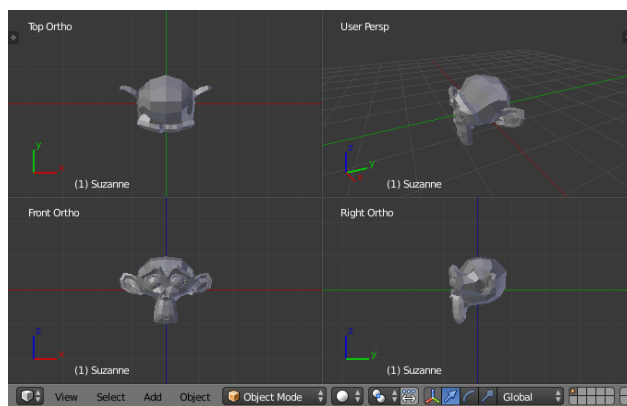 Top Ortho
User Persp
y
x
(1) Suzanne
z
(1) Suzanne
Front Ortho
Right Ortho
z
x
(1) Suzanne
z
y
(1) Suzanne
View Select Add Object Object Mode Global